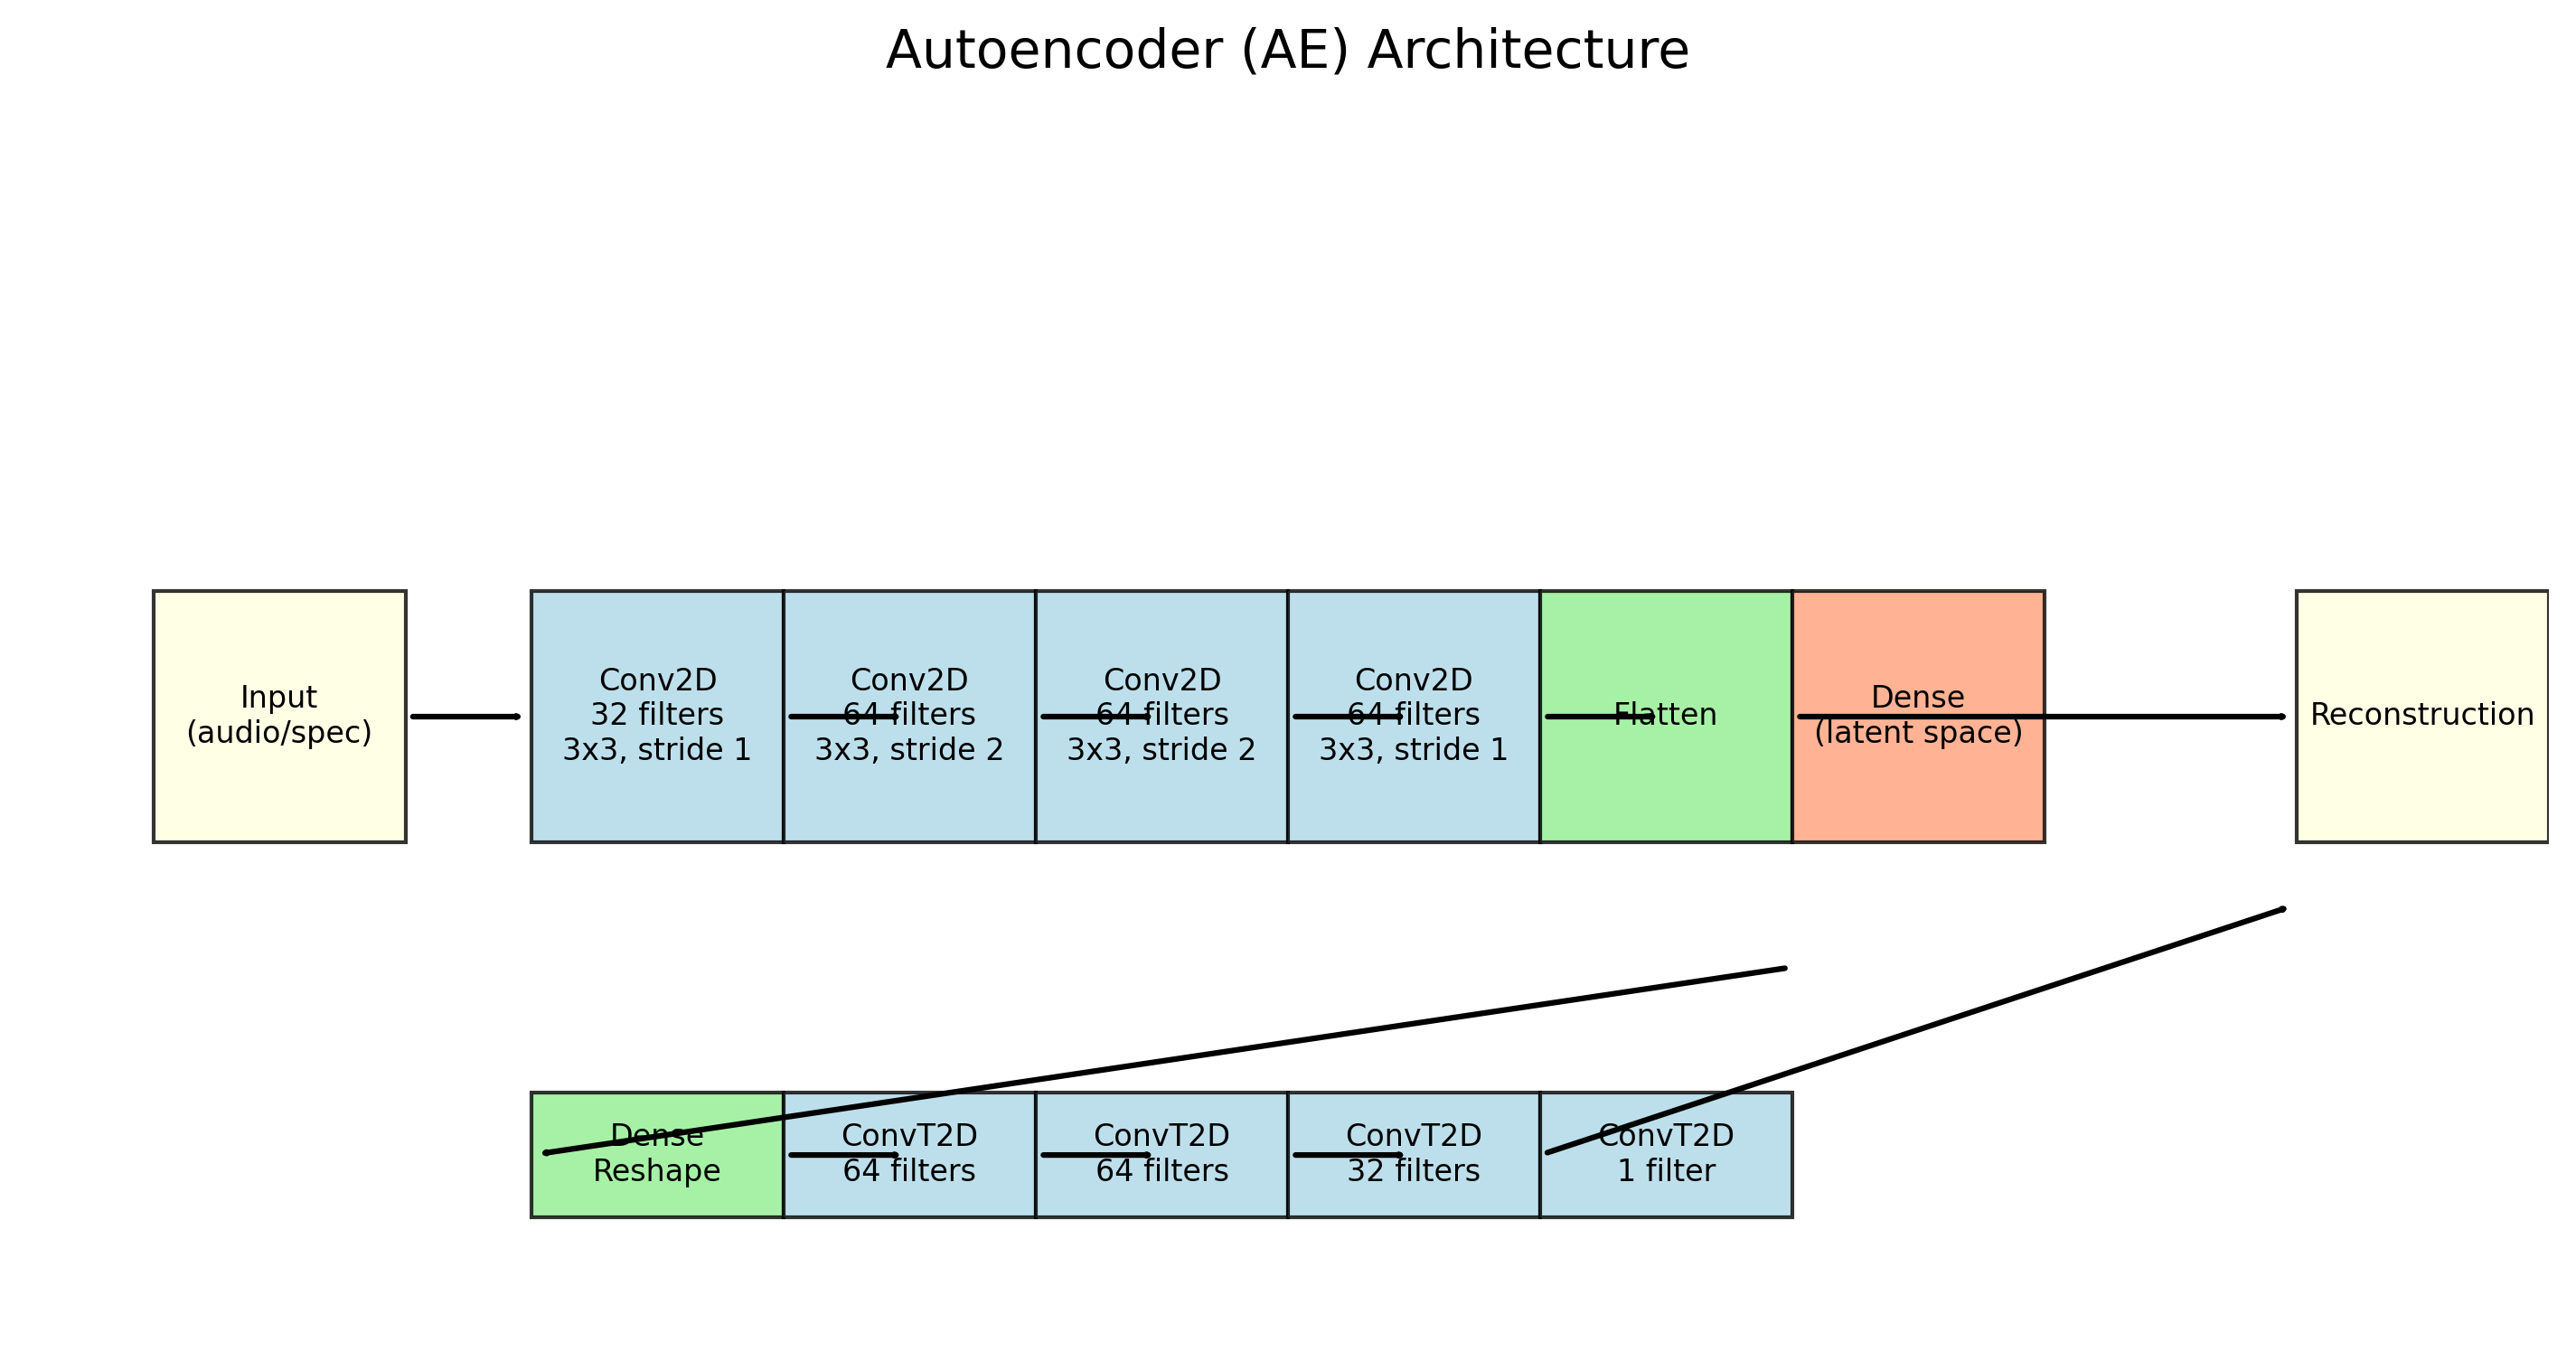 Autoencoder (AE) Architecture
Input
(audio/spec)
Conv2D
32 filters
3x3, stride 1
Conv2D
64 filters
3x3, stride 2
Conv2D
64 filters
3x3, stride 2
Conv2D
64 filters
3x3, stride 1
Flatten
Dense
(latent space)
Reconstruction
Dense
Reshape
ConvT2D
64 filters
ConvT2D
64 filters
ConvT2D
32 filters
ConvT2D
1 filter